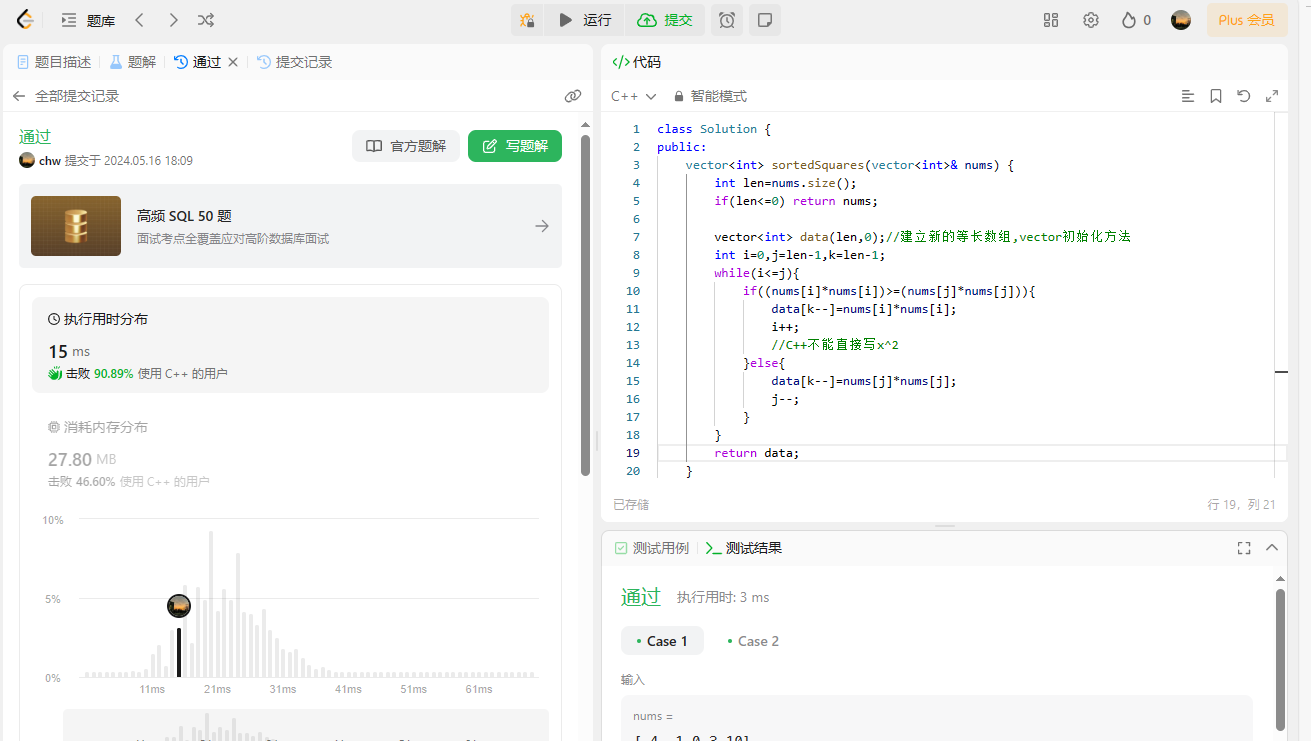 题库
运行
提交
0
Plus 会员
题目描述
题解
通过
提交记录
全部提交记录
通过
chw 提交于 2024.05.16 18:09
官方题解
写题解
高频 SQL 50 题
面试考点全覆盖应对高阶数据库面试
执行用时分布
15 ms
击败 90.89% 使用 C++ 的用户
消耗内存分布
27.80 MB
击败 46.60% 使用 C++ 的用户
10%
5%
0%
11ms 21ms 31ms 41ms 51ms 61ms
</>代码
C++ 智能模式
1 class Solution {
2 public:
3 vector<int> sortedSquares(vector<int>& nums) {
4 int len=nums.size();
5 if(len<=0) return nums;
6
7 vector<int> data(len,0);//建立新的等长数组,vector初始化方法
8 int i=0,j=len-1,k=len-1;
9 while(i<=j){
10 if((nums[i]*nums[i])>=(nums[j]*nums[j])){
11 data[k--]=nums[i]*nums[i];
12 i++;
13 //C++不能直接写x^2
14 }else{
15 data[k--]=nums[j]*nums[j];
16 j--;
17 }
18 }
19 return data;
20 }
已存储
行 19，列 21
测试用例
测试结果
通过 执行用时: 3 ms
Case 1
Case 2
输入
nums =